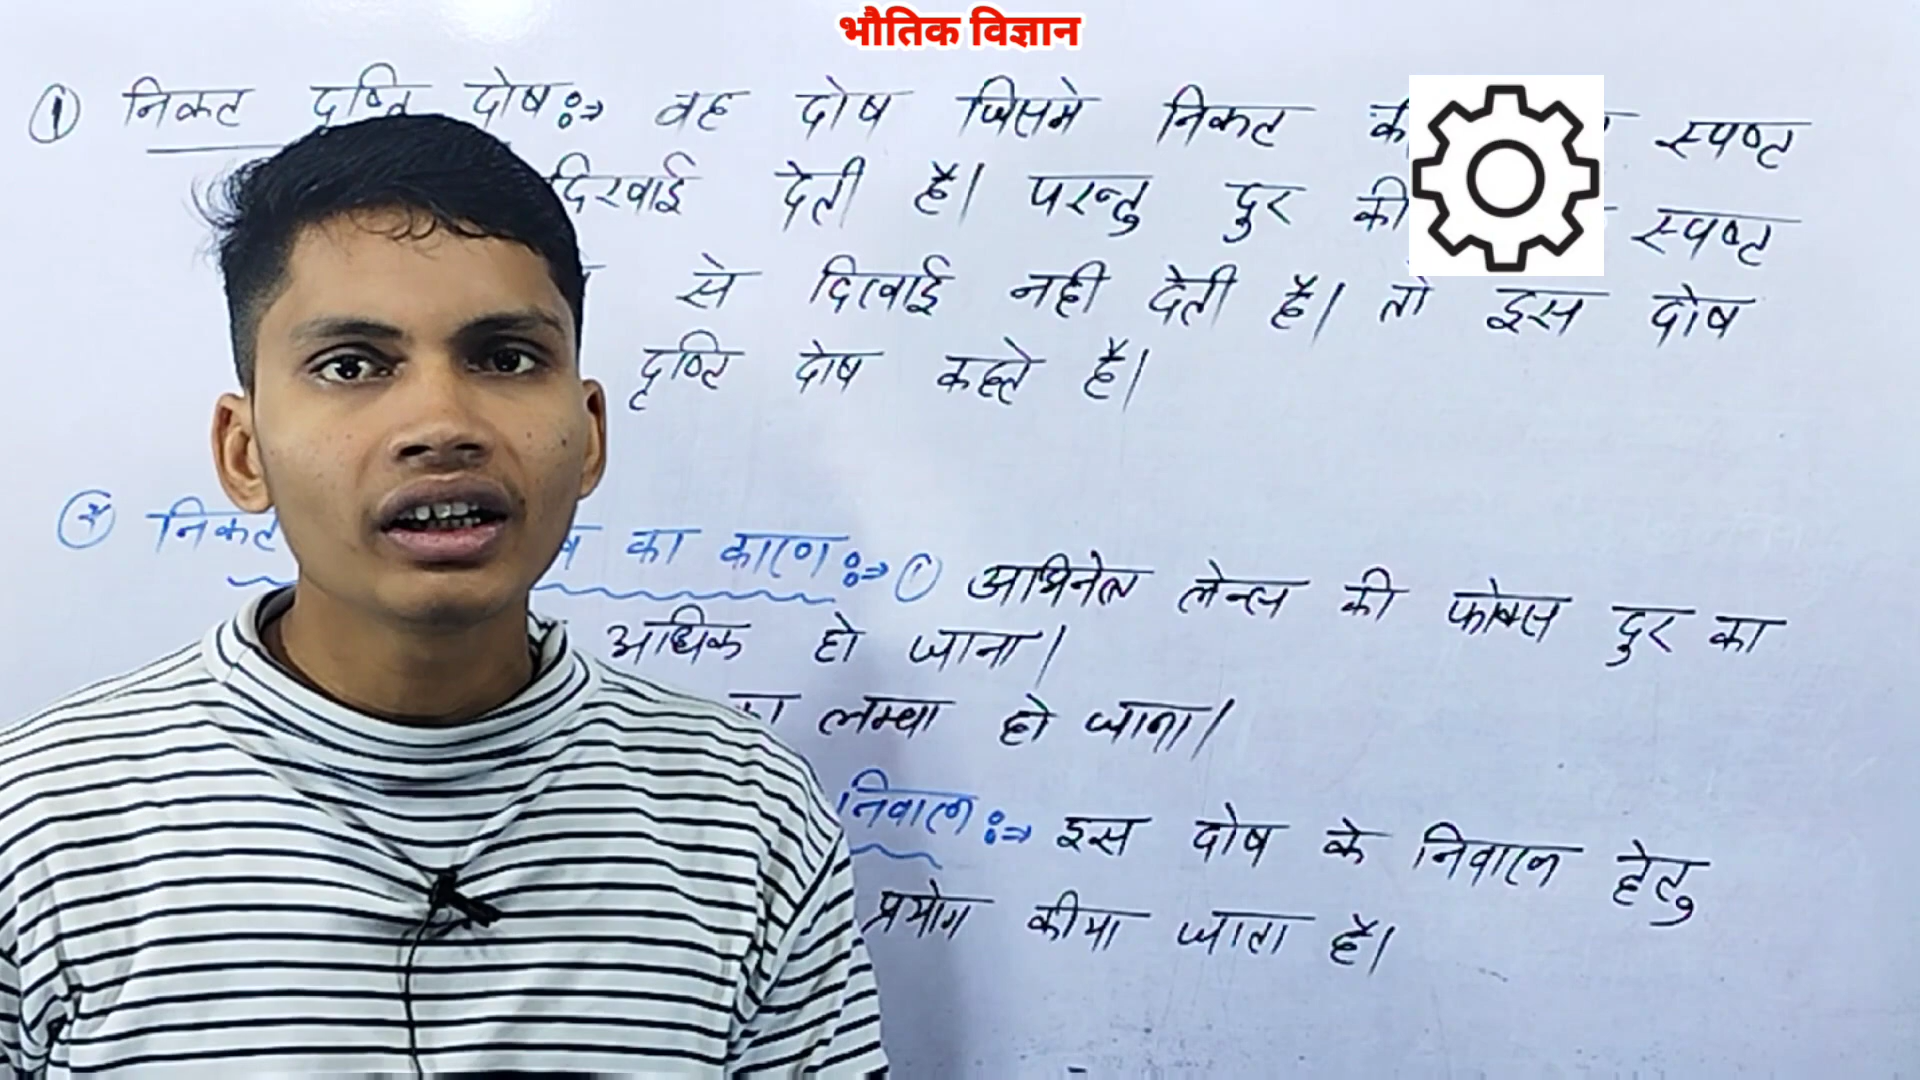 भौतिक विज्ञान
① निकट दृष्टि दोष :→ वह दोष जिसमे निकट की स्पष्ट
दिखाई देती है। परन्तु दुर की स्पष्ट
से दिखाई नही देती है। तो इस दोष
दृष्टि दोष कहते है।
② निकट का कारण :→ ① अभिनेत्र लेन्स की फोकस दुर का
अधिक हो जाना।
लम्बा हो जाना।
निवारण :→ इस दोष के निवारन हेतु
प्रयोग कीया जाता है।